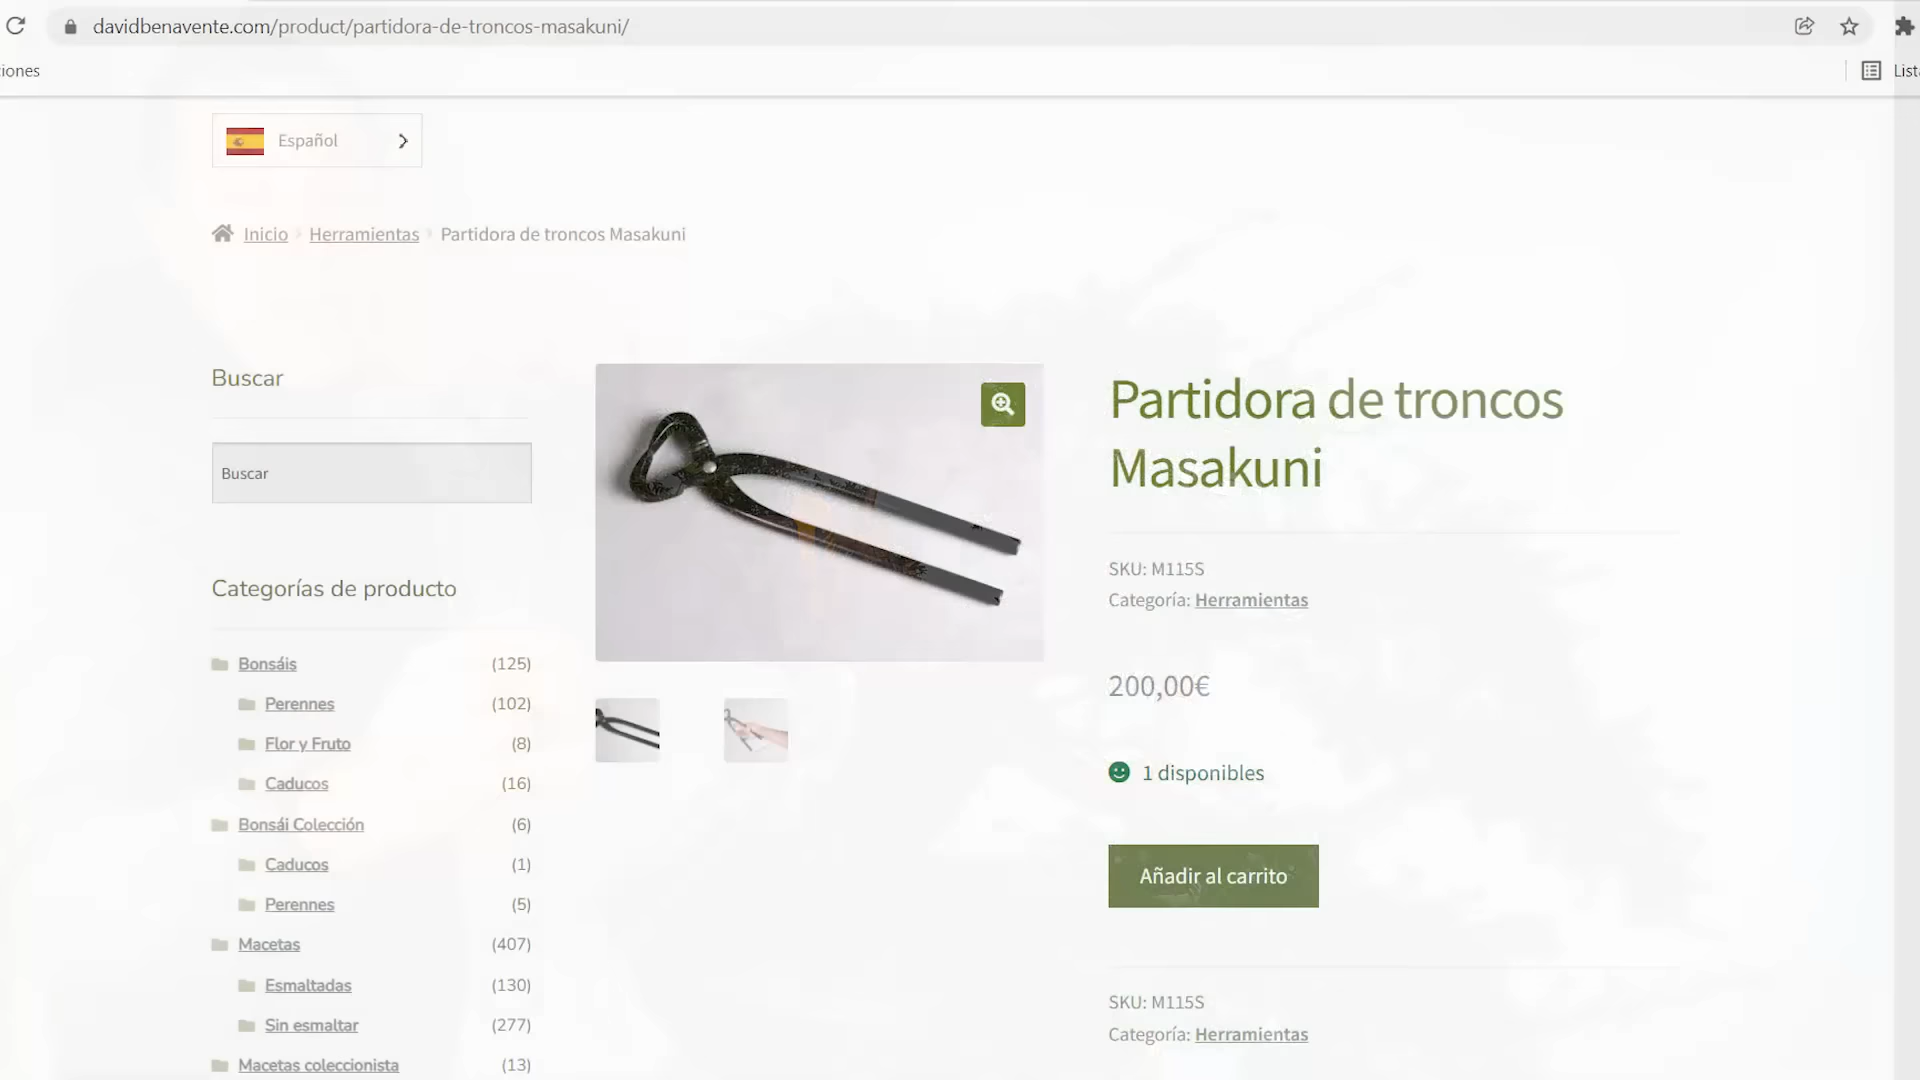 davidbenavente.com/product/partidora-de-troncos-masakuni/
iones
List
Español
Inicio
Herramientas
Partidora de troncos Masakuni
Buscar
Buscar
Categorías de producto
Bonsáis (125)
Perennes (102)
Flor y Fruto (8)
Caducos (16)
Bonsái Colección (6)
Caducos (1)
Perennes (5)
Macetas (407)
Esmaltadas (130)
Sin esmaltar (277)
Macetas coleccionista (13)
Partidora de troncos
Masakuni
SKU: M115S
Categoría: Herramientas
200,00€
1 disponibles
Añadir al carrito
SKU: M115S
Categoría: Herramientas